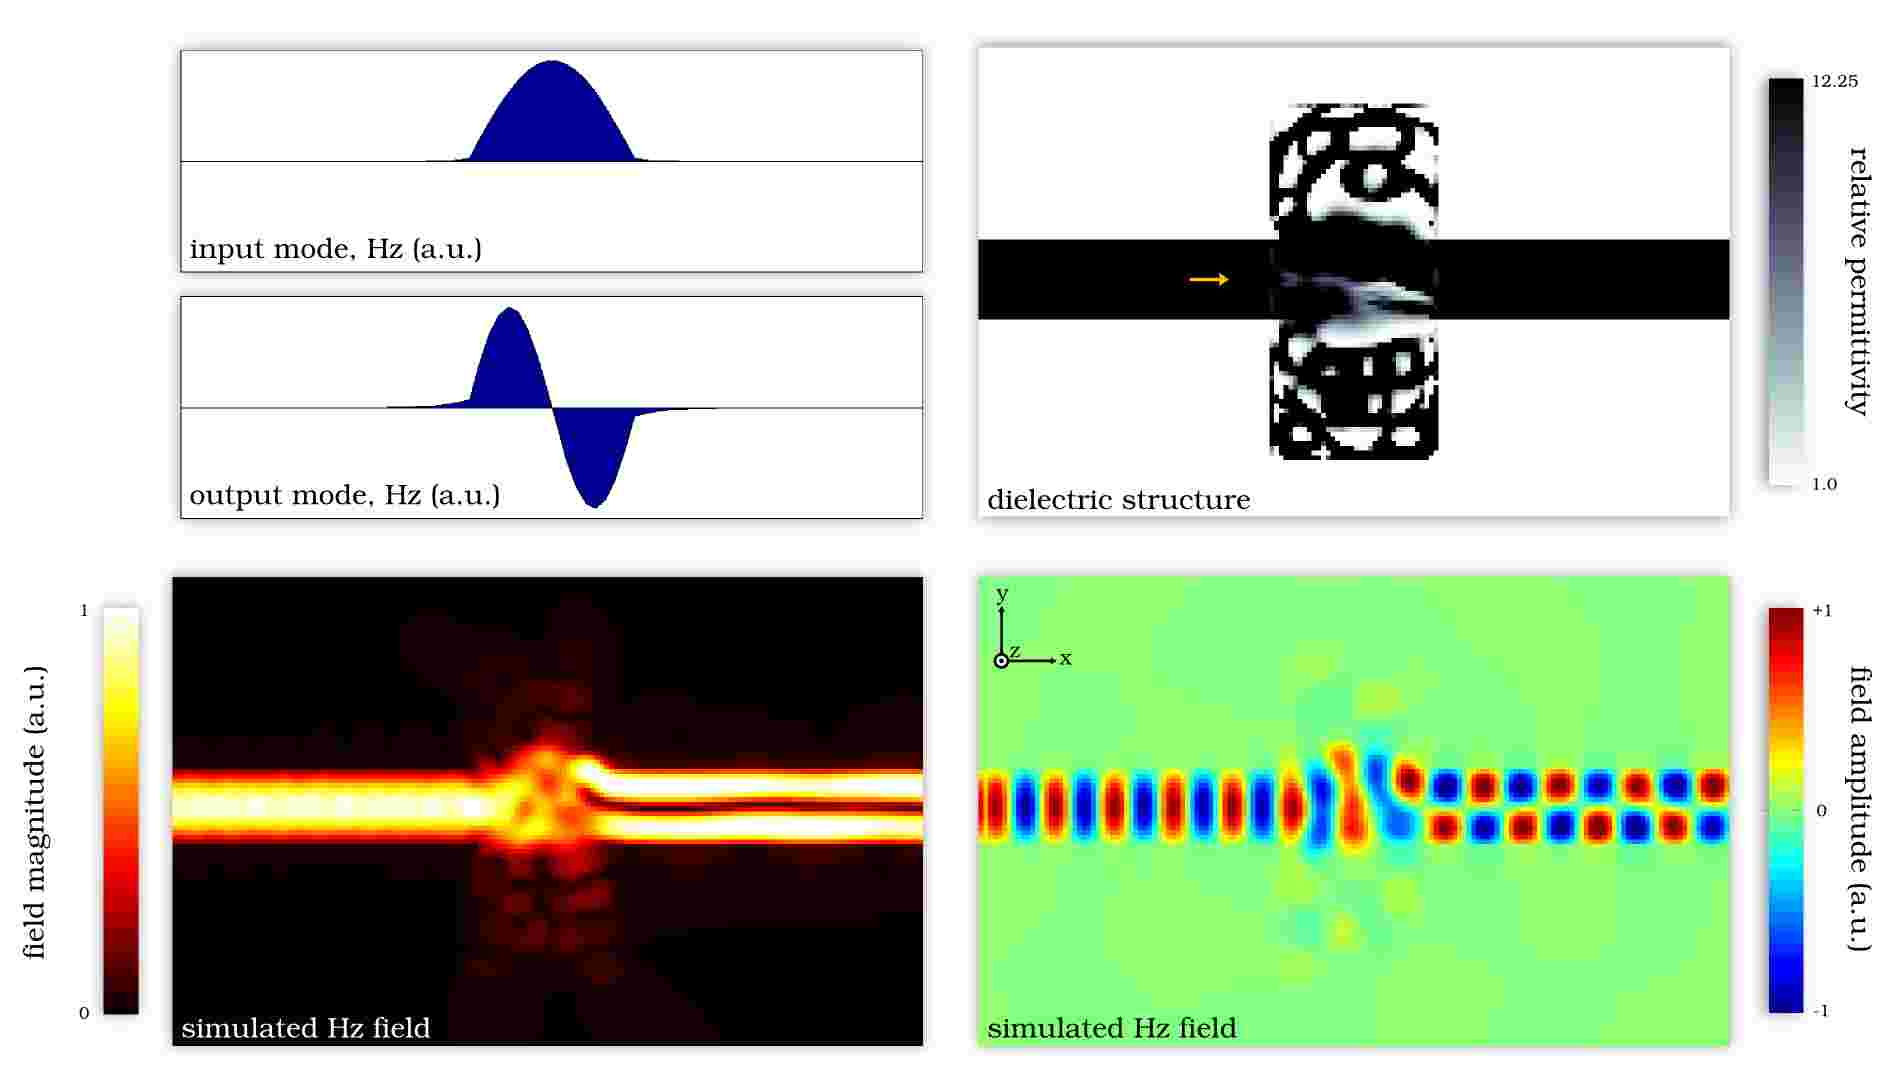 input mode, Hz (a.u.)
output mode, Hz (a.u.)
dielectric structure
12.25
relative permittivity
1.0
1
field magnitude (a.u.)
0
simulated Hz field
y
z
x
simulated Hz field
+1
field amplitude (a.u.)
0
-1